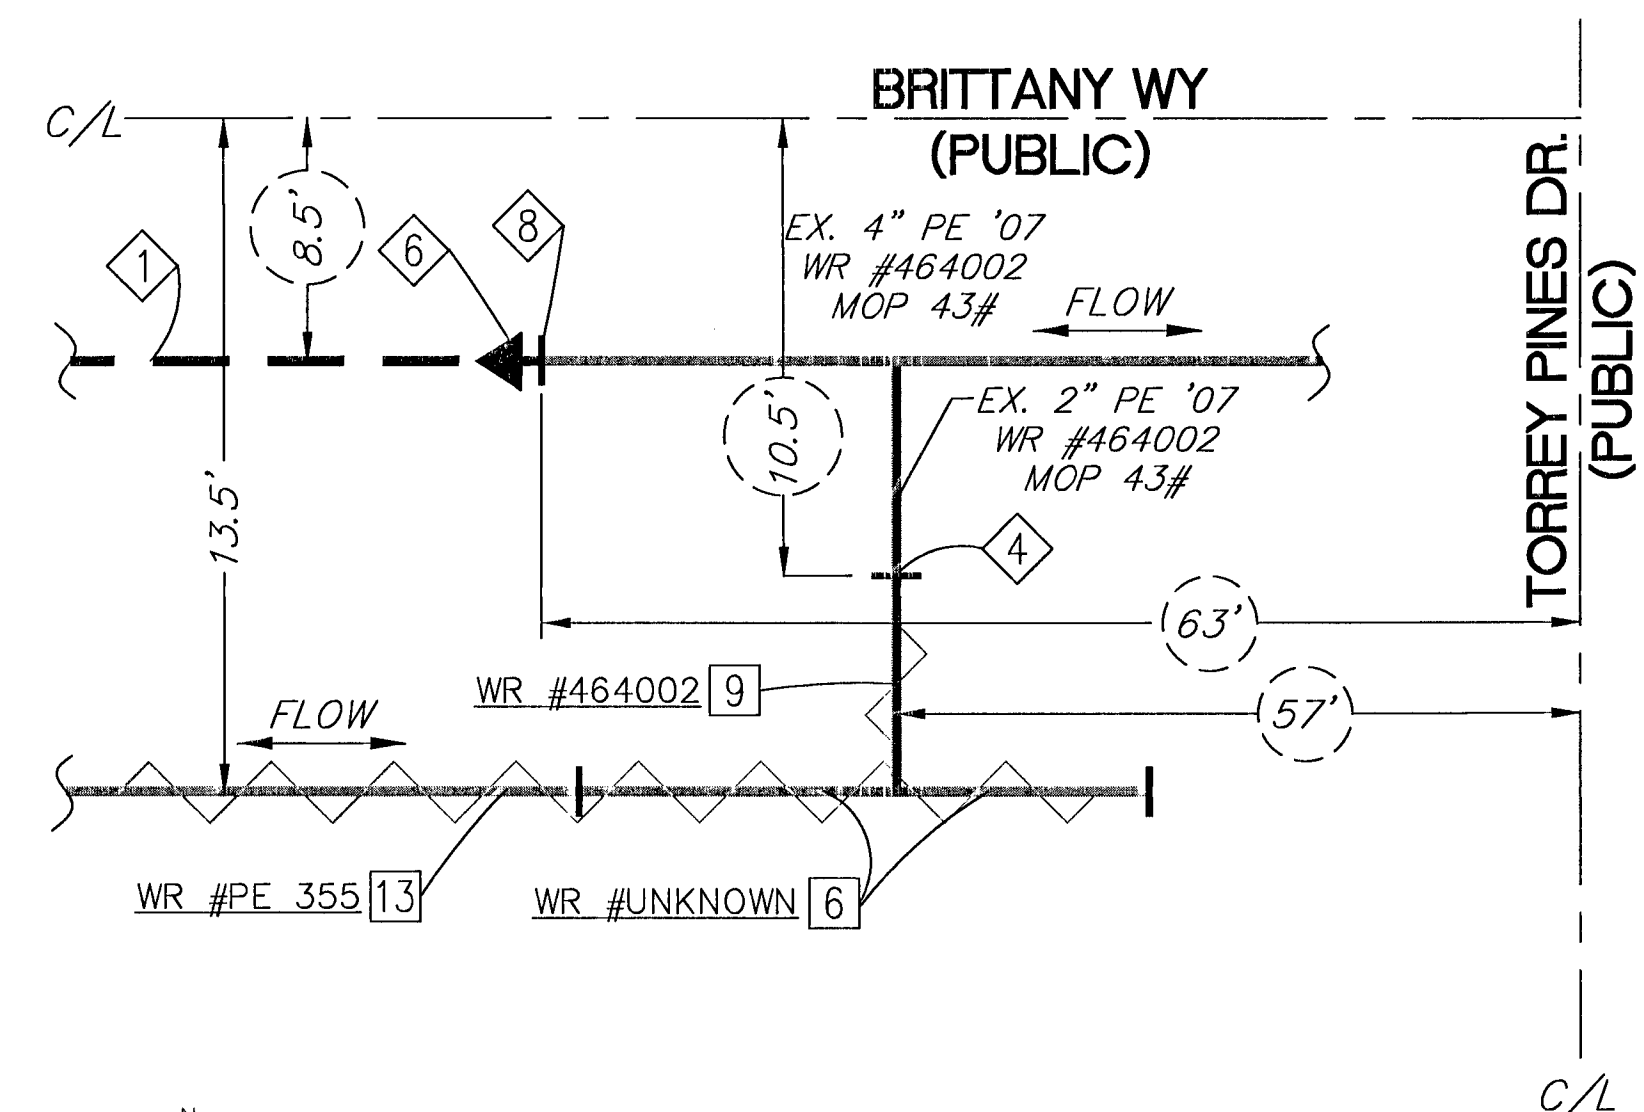 BRITTANY WY
C/L
(PUBLIC)
TORREY PINES DR.
(PUBLIC)
8.5'
8
6
1
EX. 4" PE '07
WR #464002
MOP 43#
FLOW
10.5'
EX. 2" PE '07
WR #464002
MOP 43#
13.5'
4
63'
WR #464002 9
57'
FLOW
WR #PE 355 13
WR #UNKNOWN 6
C/L
N